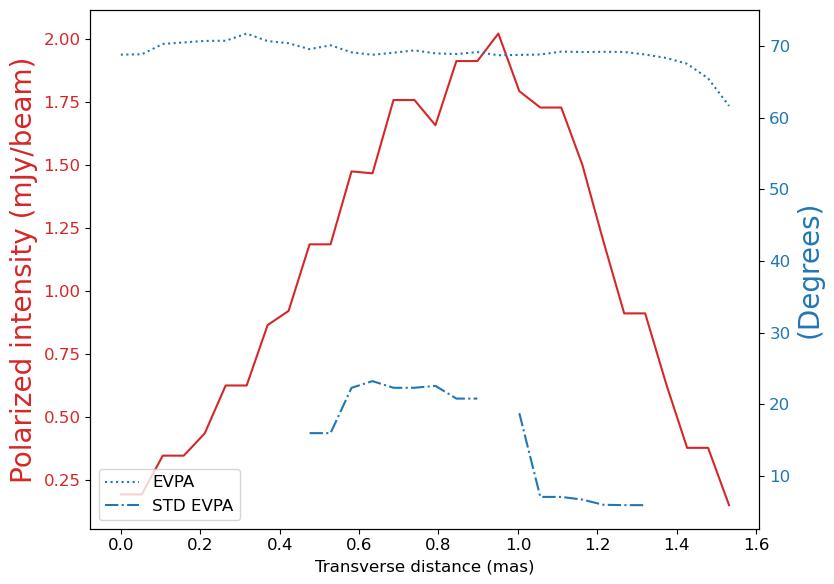 Polarized intensity (mJy/beam)
2.00
1.75
1.50
1.25
1.00
0.75
0.50
0.25
70
60
50
40
30
20
10
(Degrees)
EVPA
STD EVPA
0.0 0.2 0.4 0.6 0.8 1.0 1.2 1.4 1.6
Transverse distance (mas)